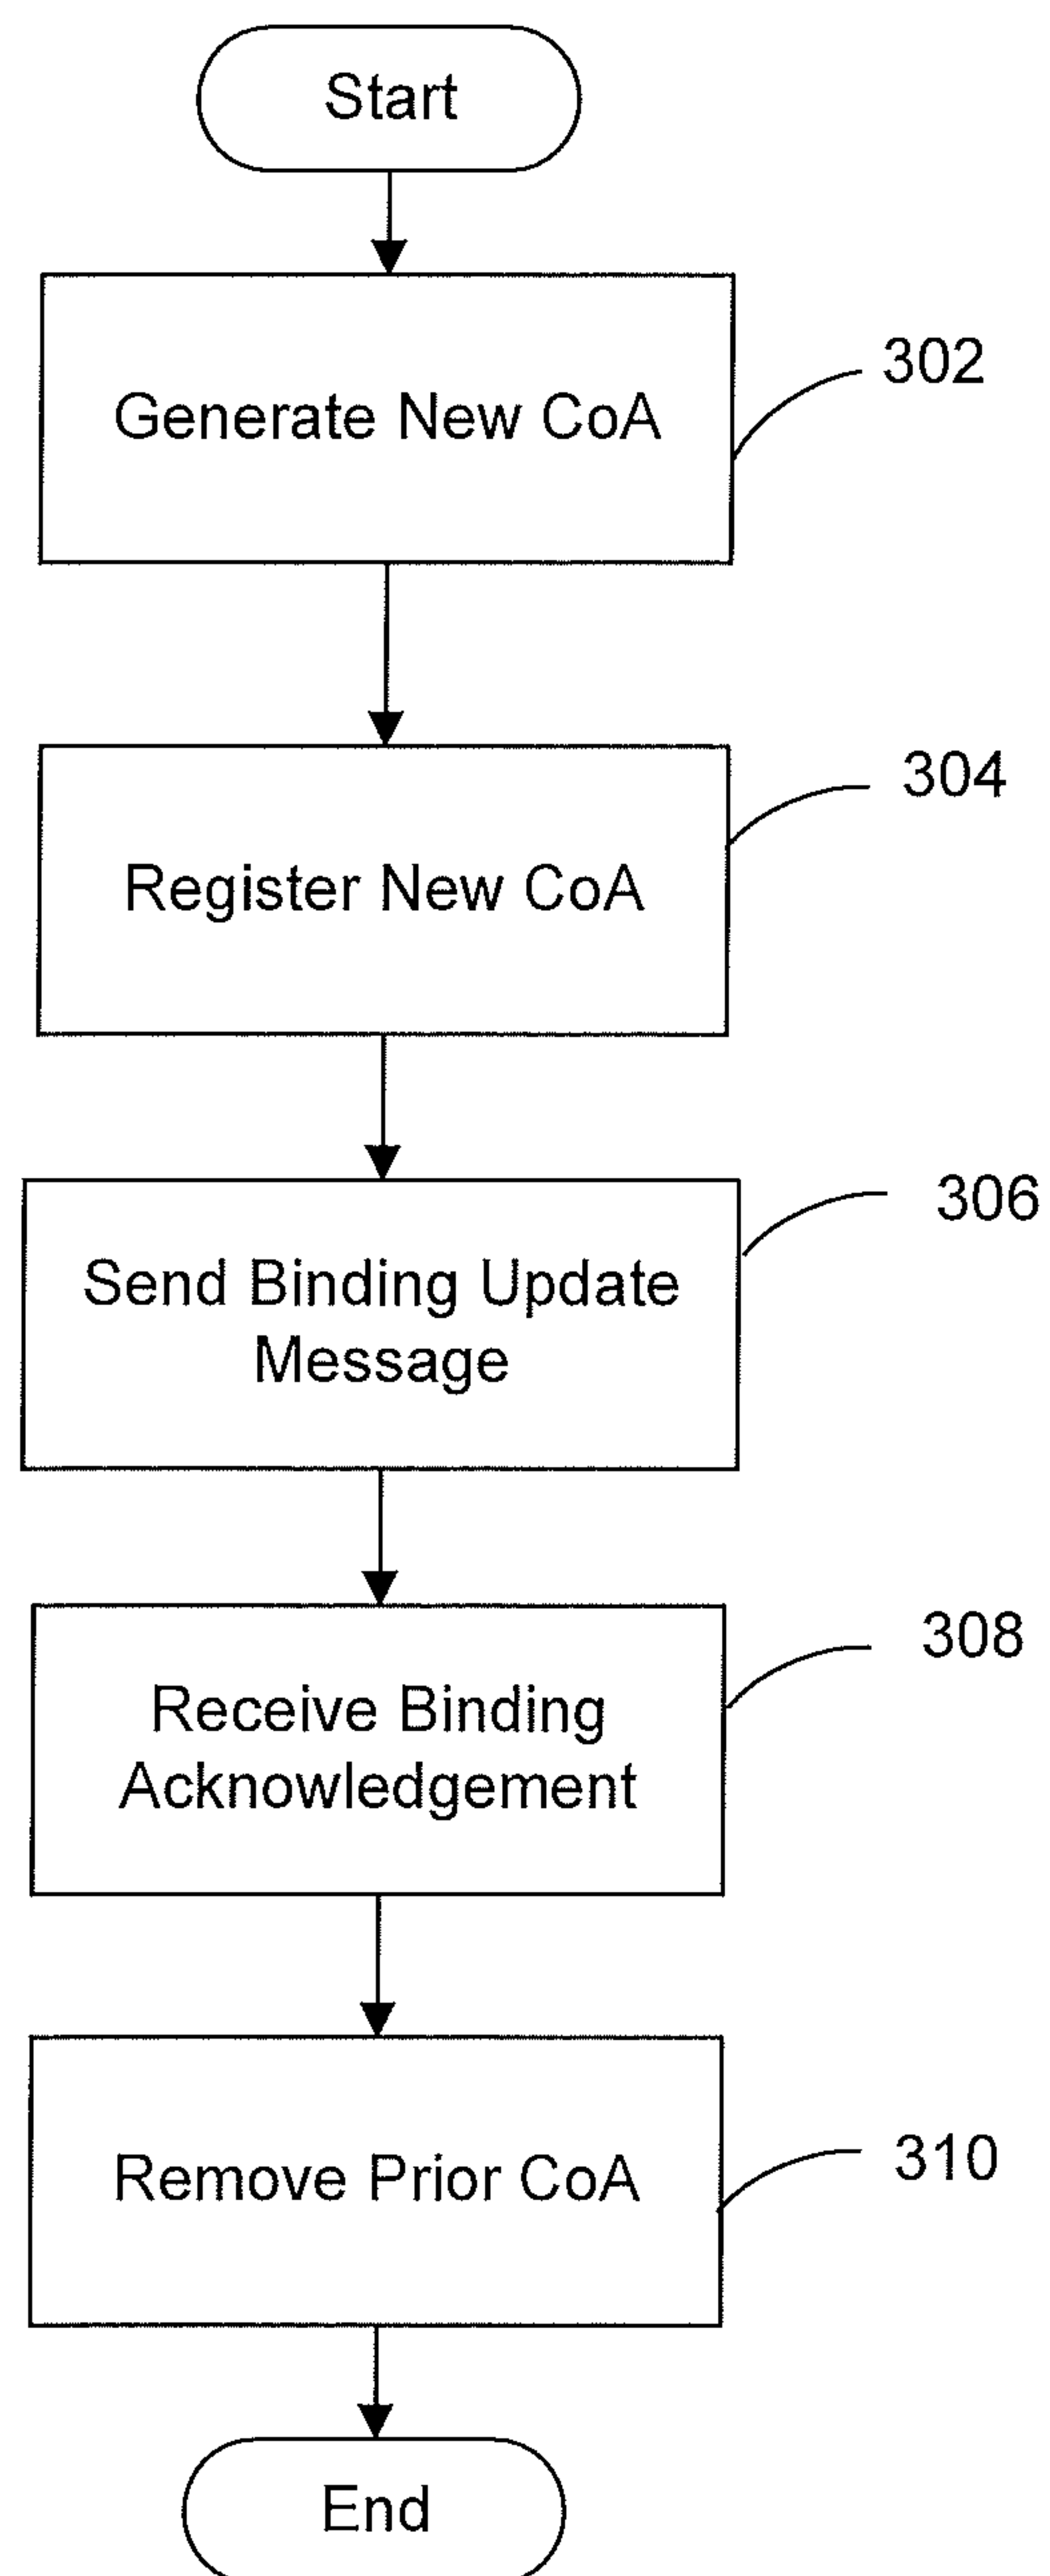 Start
Generate New CoA
302
Register New CoA
304
Send Binding Update
Message
306
Receive Binding
Acknowledgement
308
Remove Prior CoA
310
End